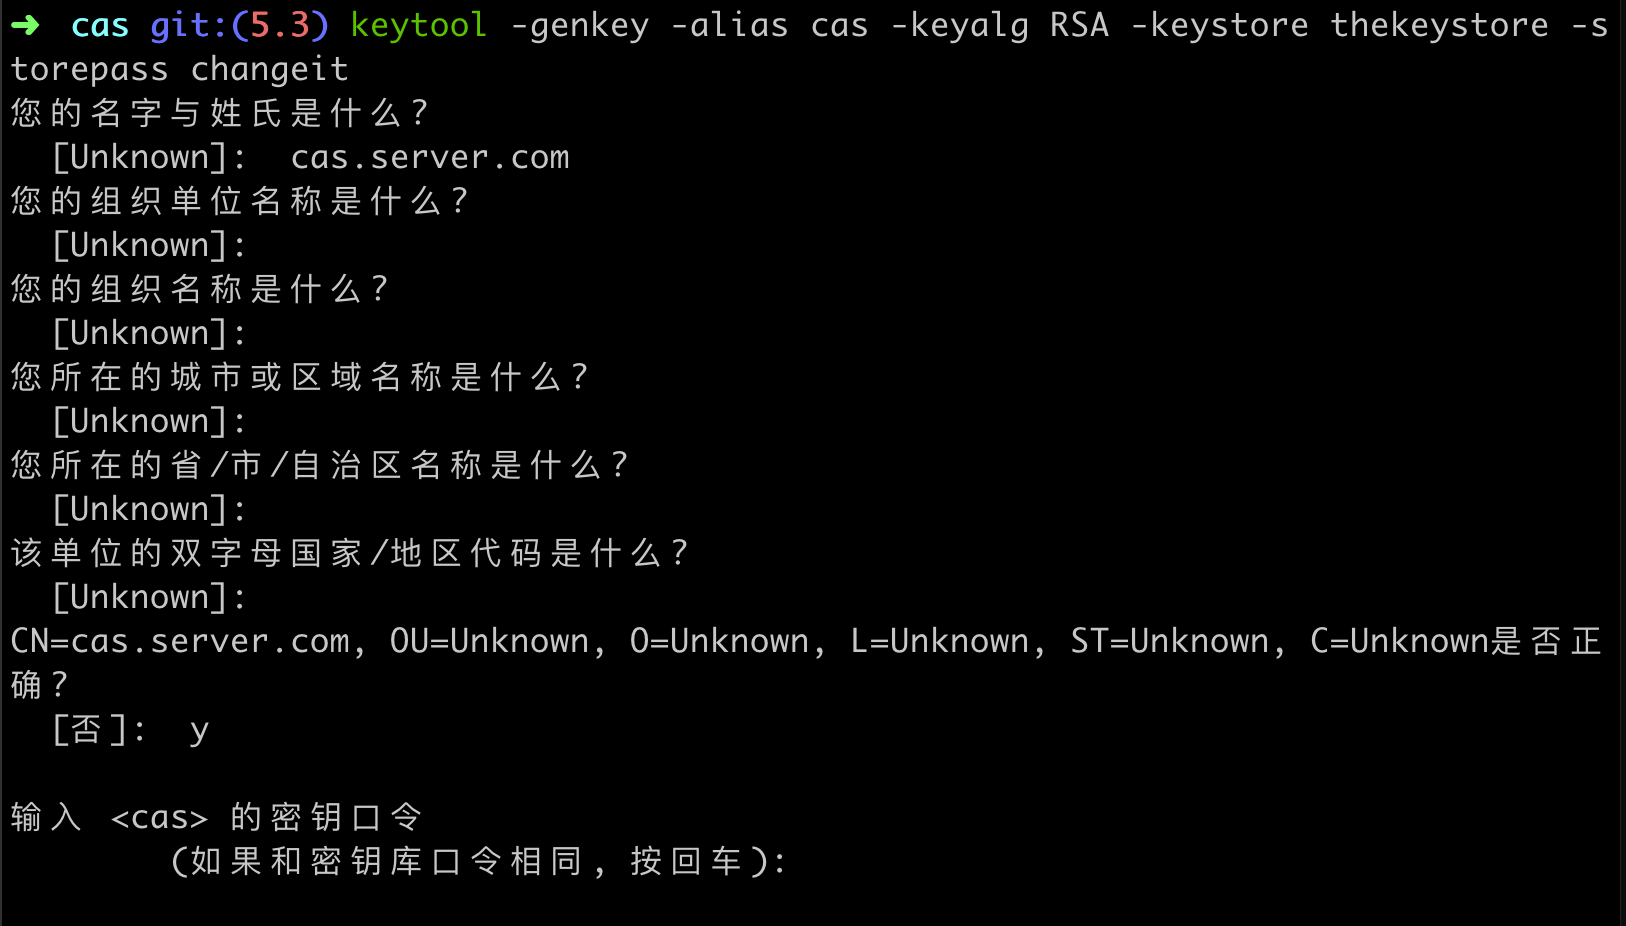 ➜  cas git:(5.3) keytool -genkey -alias cas -keyalg RSA -keystore thekeystore -s
torepass changeit
您的名字与姓氏是什么?
  [Unknown]:  cas.server.com
您的组织单位名称是什么?
  [Unknown]:
您的组织名称是什么?
  [Unknown]:
您所在的城市或区域名称是什么?
  [Unknown]:
您所在的省/市/自治区名称是什么?
  [Unknown]:
该单位的双字母国家/地区代码是什么?
  [Unknown]:
CN=cas.server.com, OU=Unknown, O=Unknown, L=Unknown, ST=Unknown, C=Unknown是否正
确?
  [否]:  y
输入 <cas> 的密钥口令
        (如果和密钥库口令相同, 按回车):